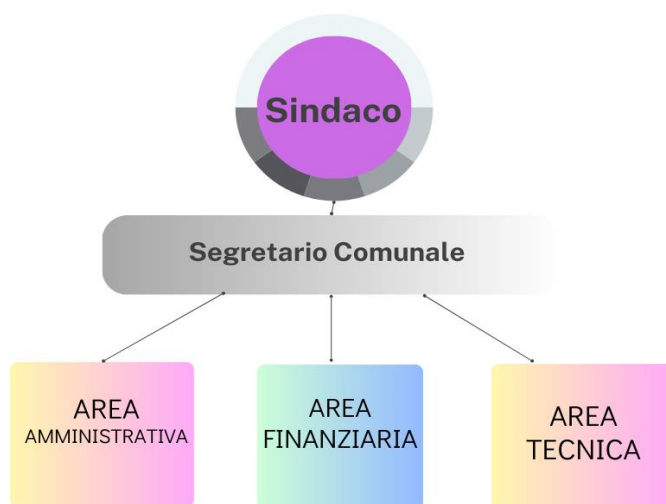 Sindaco
Segretario Comunale
AREA
AMMINISTRATIVA
AREA
FINANZIARIA
AREA
TECNICA